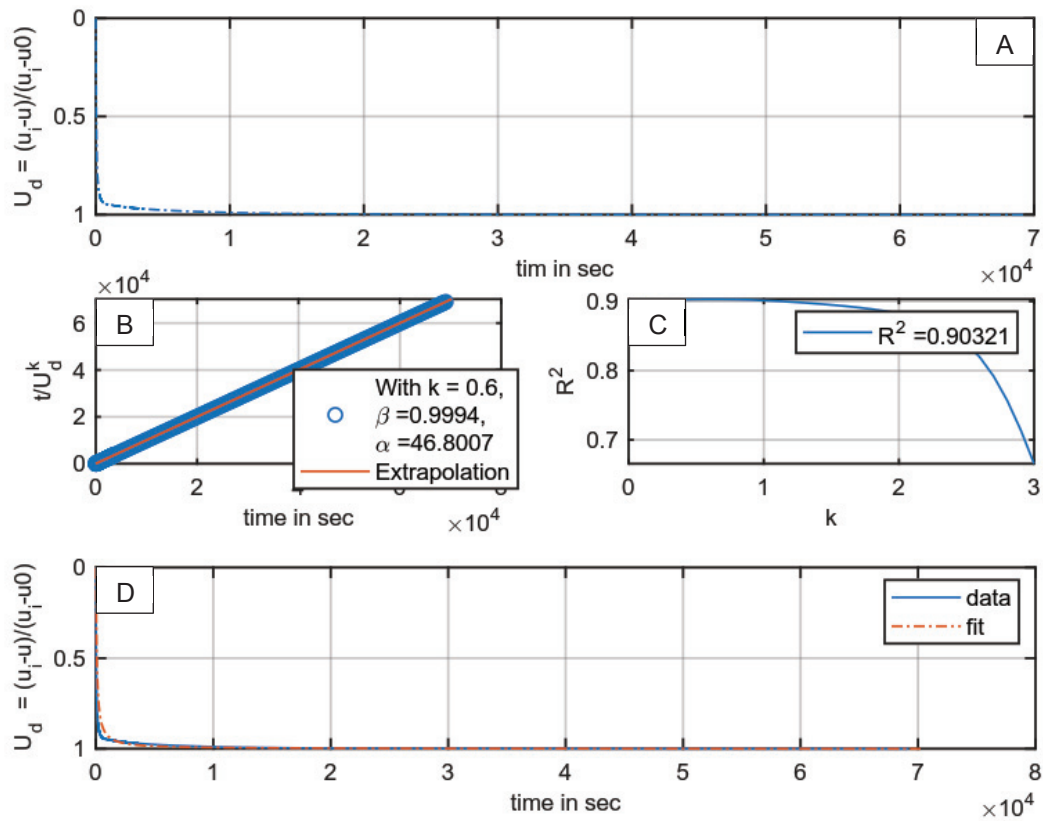 A
U_d = (u_i-u)/(u_i-u0)
0
0.5
1
0 1 2 3 4 5 6 7
tim in sec
×10^4
B
×10^4
t/U_d^k
6
4
2
0
With k = 0.6,
β =0.9994,
α =46.8007
Extrapolation
0 2
time in sec
×10^4
C
R^2
0.9
0.8
0.7
R^2 =0.90321
0 1 2 3
k
D
U_d = (u_i-u)/(u_i-u0)
0
0.5
1
data
fit
0 1 2 3 4 5 6 7 8
time in sec
×10^4